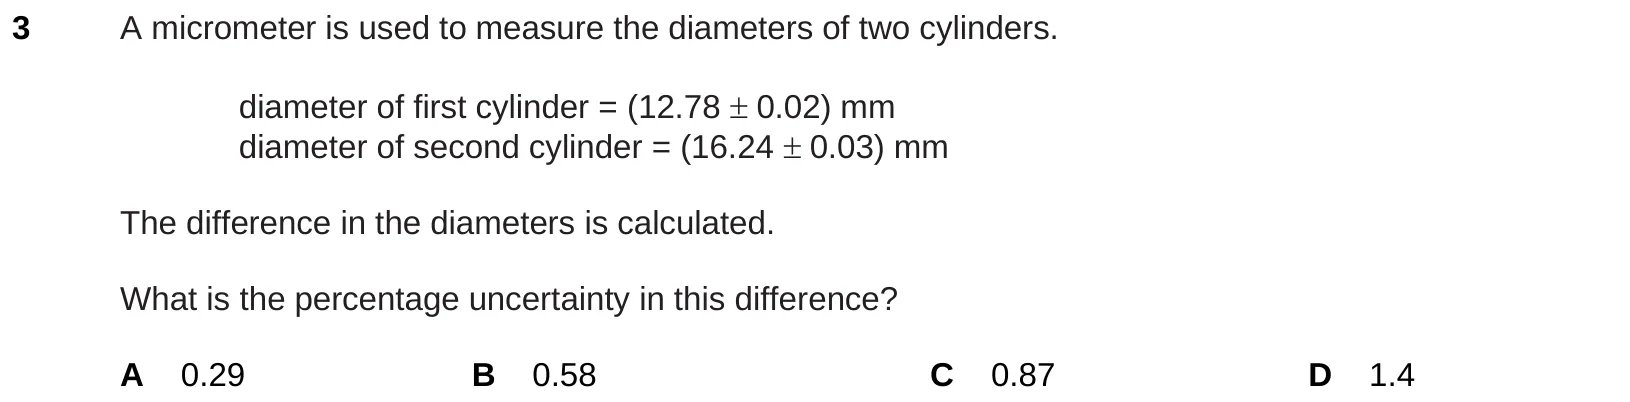 3 A micrometer is used to measure the diameters of two cylinders.
diameter of first cylinder = (12.78 ± 0.02) mm
diameter of second cylinder = (16.24 ± 0.03) mm
The difference in the diameters is calculated.
What is the percentage uncertainty in this difference?
A 0.29 B 0.58 C 0.87 D 1.4